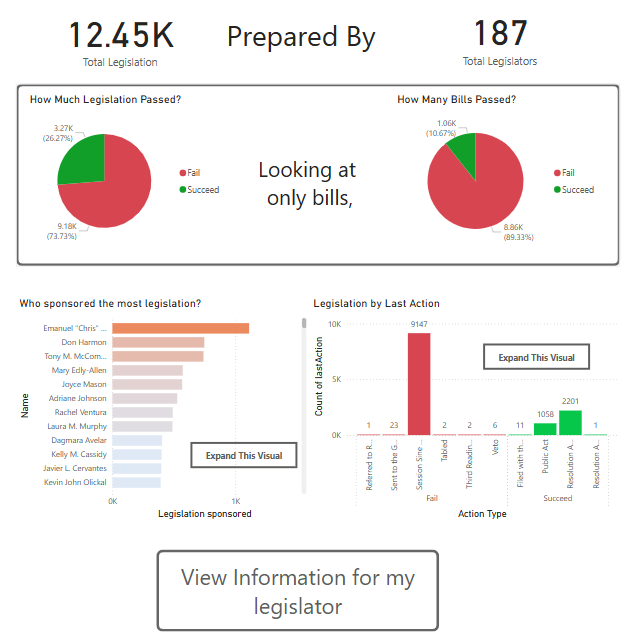 12.45K
Total Legislation
Prepared By
187
Total Legislators
How Much Legislation Passed?
3.27K
(26.27%)
9.18K
(73.73%)
Fail
Succeed
Looking at
only bills,
How Many Bills Passed?
1.06K
(10.67%)
8.86K
(89.33%)
Fail
Succeed
Who sponsored the most legislation?
Name
Emanuel "Chris" ...
Don Harmon
Tony M. McCom...
Mary Edly-Allen
Joyce Mason
Adriane Johnson
Rachel Ventura
Laura M. Murphy
Dagmara Avelar
Kelly M. Cassidy
Javier L. Cervantes
Kevin John Olickal
0K
1K
Legislation sponsored
Expand This Visual
Legislation by Last Action
Count of lastAction
10K
5K
0K
1
23
9147
2
2
6
11
1058
2201
1
Expand This Visual
Referred to R...
Sent to the G...
Session Sine ...
Tabled
Third Readin...
Veto
Filed with th...
Public Act
Resolution A...
Resolution A...
Fail
Succeed
Action Type
View Information for my
legislator